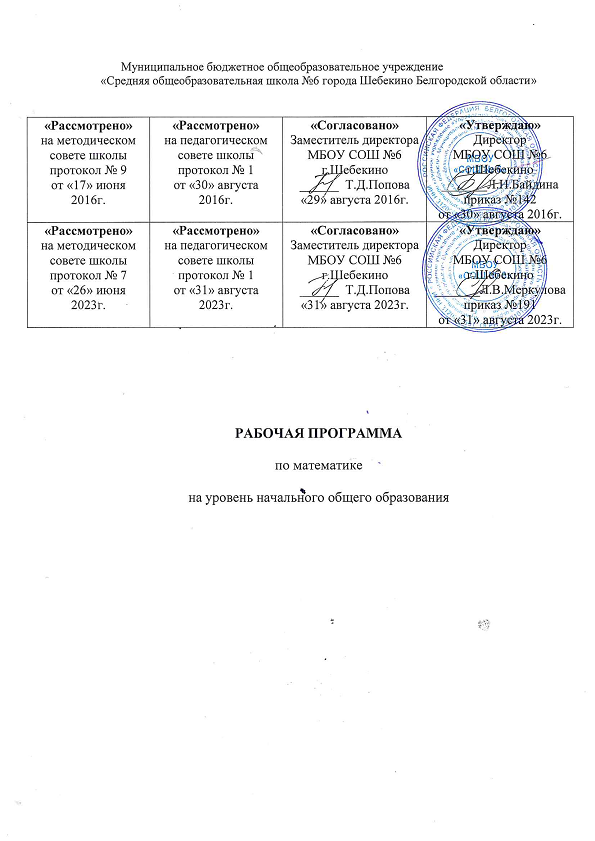 Муниципальное бюджетное общеобразовательное учреждение
«Средняя общеобразовательная школа №6 города Шебекино Белгородской области»
«Рассмотрено»
на методическом
совете школы
протокол № 9
от «17» июня
2016г.
«Рассмотрено»
на педагогическом
совете школы
протокол № 1
от «30» августа
2016г.
«Согласовано»
Заместитель директора
МБОУ СОШ №6
г.Шебекино
Т.Д.Попова
«29» августа 2016г.
«Утверждаю»
Директор
МБОУ СОШ №6
г.Шебекино
Л.Н.Байдина
приказ №142
от «30» августа 2016г.
«Рассмотрено»
на методическом
совете школы
протокол № 7
от «26» июня
2023г.
«Рассмотрено»
на педагогическом
совете школы
протокол № 1
от «31» августа
2023г.
«Согласовано»
Заместитель директора
МБОУ СОШ №6
г.Шебекино
Т.Д.Попова
«31» августа 2023г.
«Утверждаю»
Директор
МБОУ СОШ №6
г.Шебекино
Л.В.Меркулова
приказ №191
от «31» августа 2023г.
РАБОЧАЯ ПРОГРАММА
по математике
на уровень начального общего образования